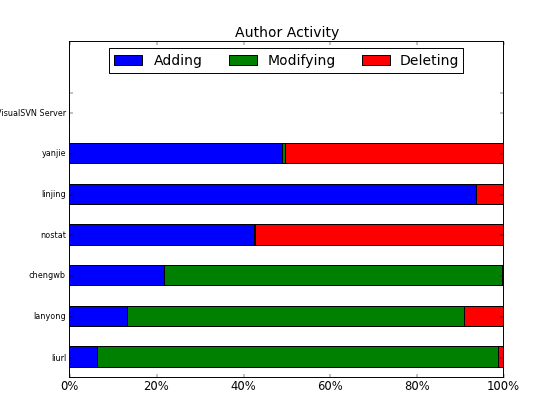 Author Activity
Adding Modifying Deleting
VisualSVN Server
yanjie
linjing
nostat
chengwb
lanyong
liurl
0% 20% 40% 60% 80% 100%